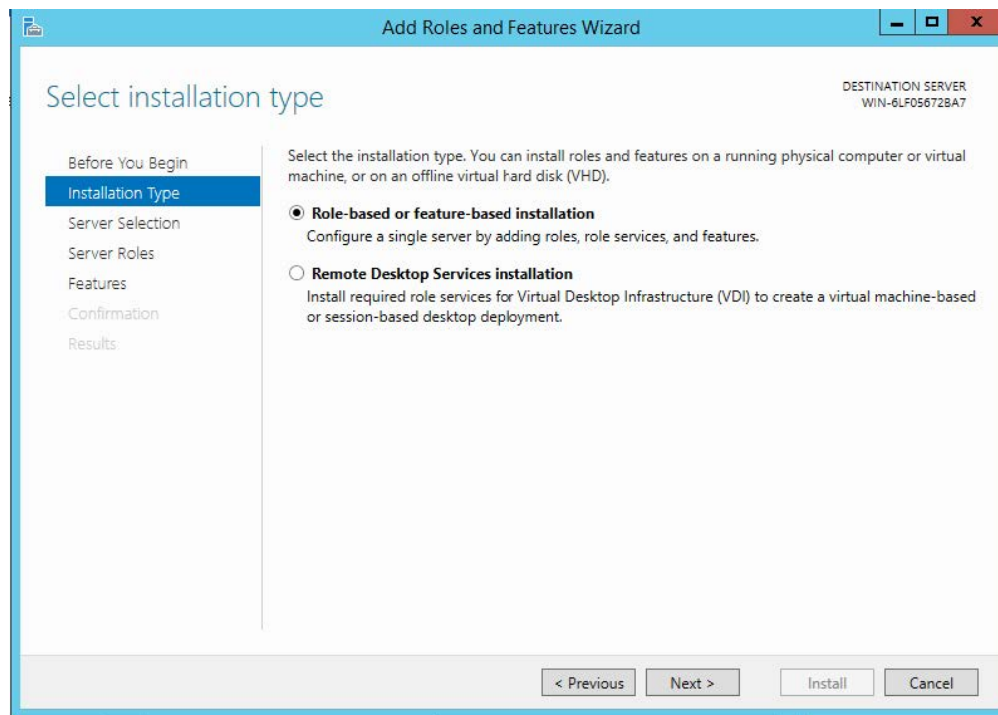 Add Roles and Features Wizard
Select installation type
DESTINATION SERVER
WIN-6LF05672BA7
Before You Begin
Installation Type
Server Selection
Server Roles
Features
Confirmation
Results
Select the installation type. You can install roles and features on a running physical computer or virtual
machine, or on an offline virtual hard disk (VHD).
Role-based or feature-based installation
Configure a single server by adding roles, role services, and features.
Remote Desktop Services installation
Install required role services for Virtual Desktop Infrastructure (VDI) to create a virtual machine-based
or session-based desktop deployment.
< Previous
Next >
Install
Cancel